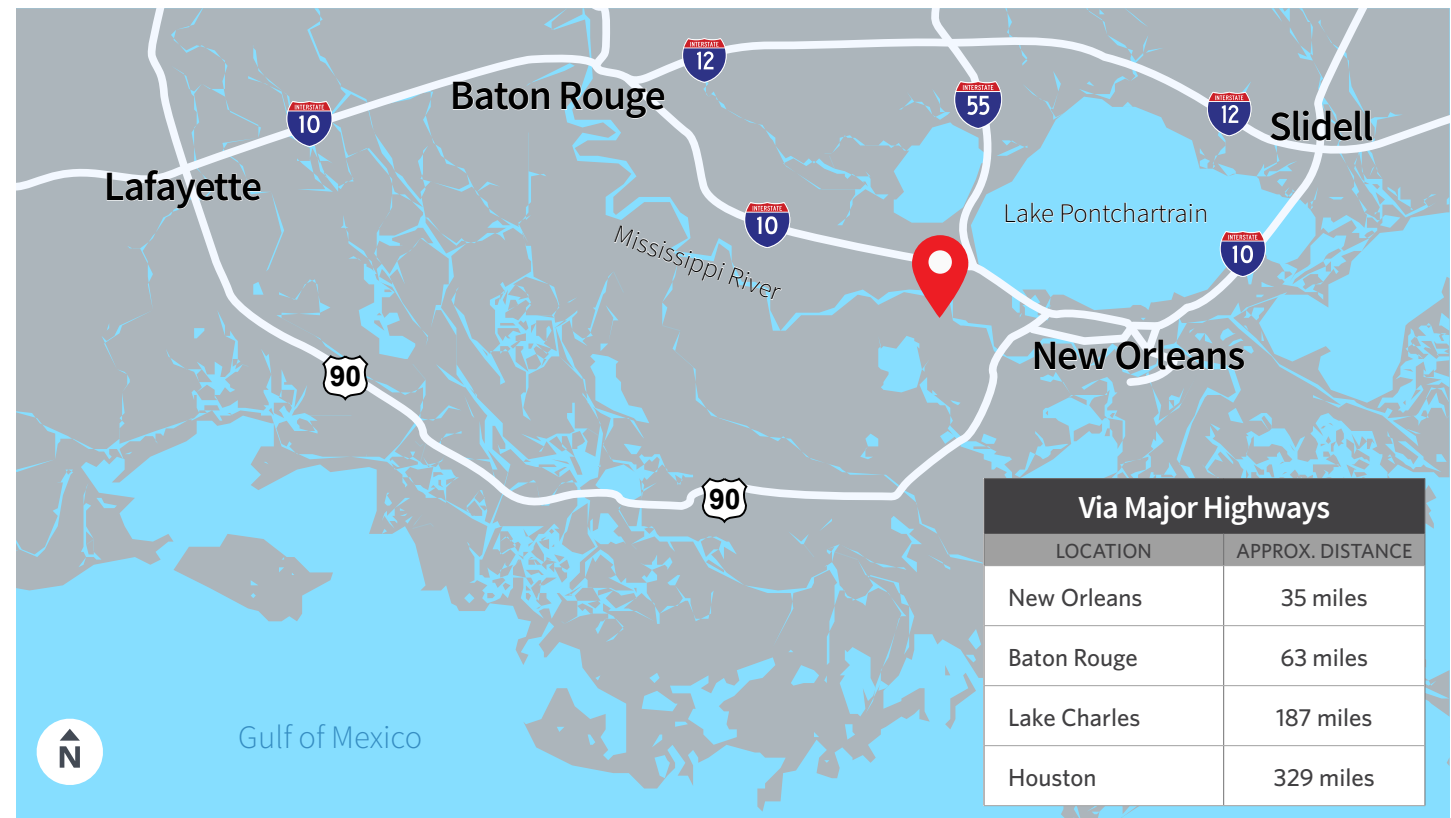 INTERSTATE
12
Baton Rouge
INTERSTATE
55
INTERSTATE
10
INTERSTATE
12
Slidell
Lafayette
INTERSTATE
10
Lake Pontchartrain
Mississippi River
INTERSTATE
10
New Orleans
90
90
Via Major Highways
LOCATION APPROX. DISTANCE
New Orleans 35 miles
Baton Rouge 63 miles
Lake Charles 187 miles
Houston 329 miles
Gulf of Mexico
N